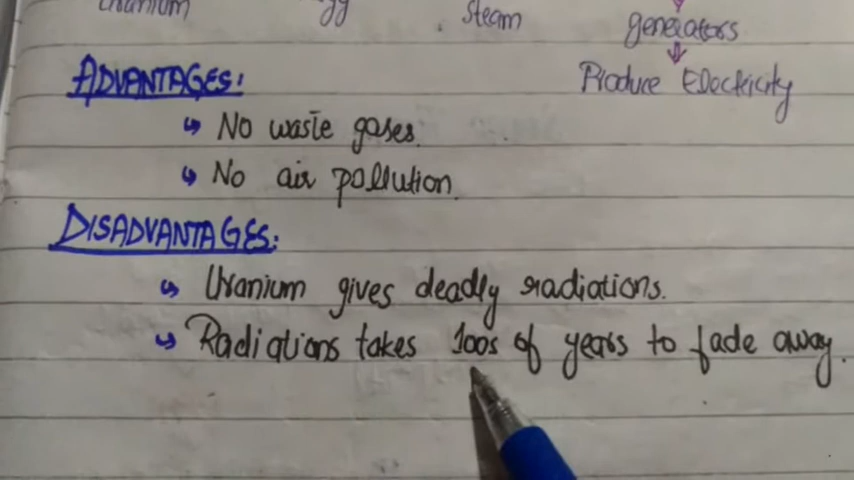 Uranium steam generators
Produce Electricity
ADVANTAGES:
↳ No waste gases.
↳ No air pollution.
DISADVANTAGES:
↳ Uranium gives deadly radiations.
↳ Radiations takes 100s of years to fade away.